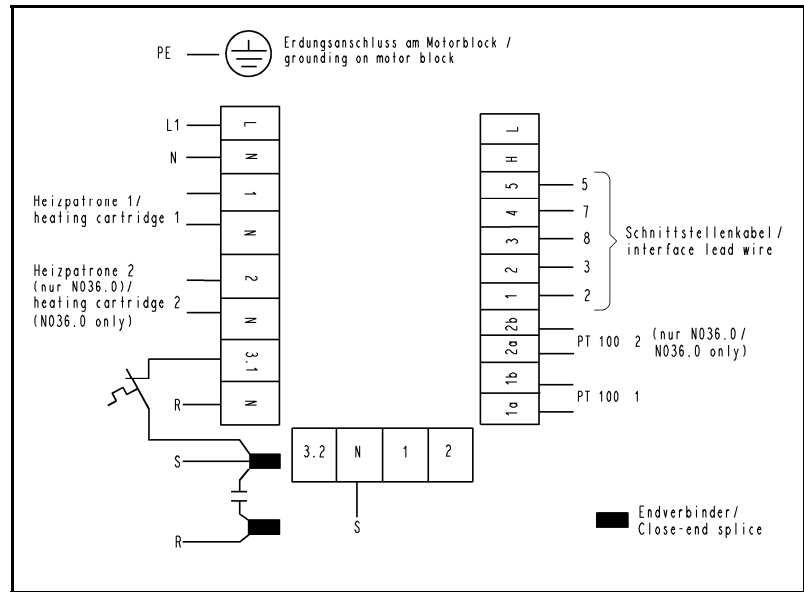 PE
Erdungsanschluss am Motorblock /
grounding on motor block
L1
L
N
N
Heizpatrone 1/
heating cartridge 1
1
N
Heizpatrone 2
(nur N036.0)/
heating cartridge 2
(N036.0 only)
2
N
3.1
R
N
S
R
3.2
N
1
2
S
L
H
5
5
4
7
3
8
2
3
1
2
Schnittstellenkabel/
interface lead wire
2b
2a
PT 100 2
(nur N036.0/
N036.0 only)
1b
1a
PT 100 1
Endverbinder/
Close-end splice